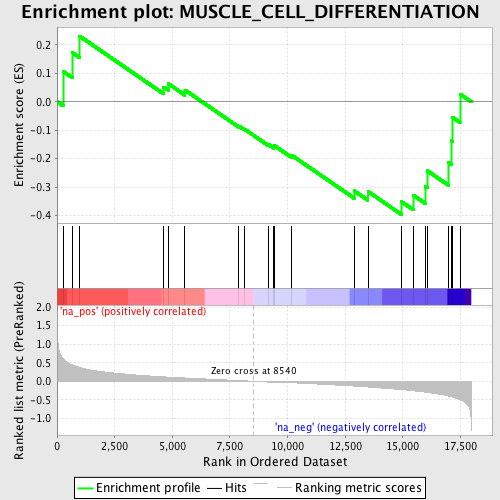 Enrichment plot: MUSCLE_CELL_DIFFERENTIATION
Enrichment score (ES)
0.2
0.1
0.0
-0.1
-0.2
-0.3
-0.4
'na_pos' (positively correlated)
Ranked list metric (PreRanked)
2.0
1.5
1.0
0.5
0.0
-0.5
-1.0
Zero cross at 8540
'na_neg' (negatively correlated)
0 2,500 5,000 7,500 10,000 12,500 15,000 17,500
Rank in Ordered Dataset
Enrichment profile Hits Ranking metric scores